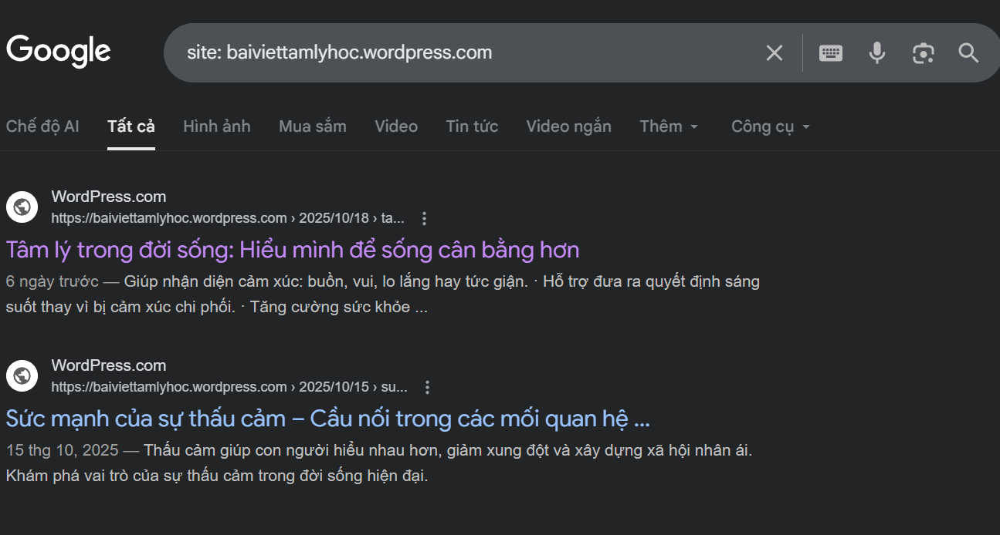 Google
site: baiviettamlyhoc.wordpress.com
Chế độ AI Tất cả Hình ảnh Mua sắm Video Tin tức Video ngắn Thêm Công cụ
WordPress.com
https://baiviettamlyhoc.wordpress.com › 2025/10/18 › ta...
Tâm lý trong đời sống: Hiểu mình để sống cân bằng hơn
6 ngày trước — Giúp nhận diện cảm xúc: buồn, vui, lo lắng hay tức giận. · Hỗ trợ đưa ra quyết định sáng
suốt thay vì bị cảm xúc chi phối. · Tăng cường sức khỏe ...
WordPress.com
https://baiviettamlyhoc.wordpress.com › 2025/10/15 › su...
Sức mạnh của sự thấu cảm – Cầu nối trong các mối quan hệ ...
15 thg 10, 2025 — Thấu cảm giúp con người hiểu nhau hơn, giảm xung đột và xây dựng xã hội nhân ái.
Khám phá vai trò của sự thấu cảm trong đời sống hiện đại.